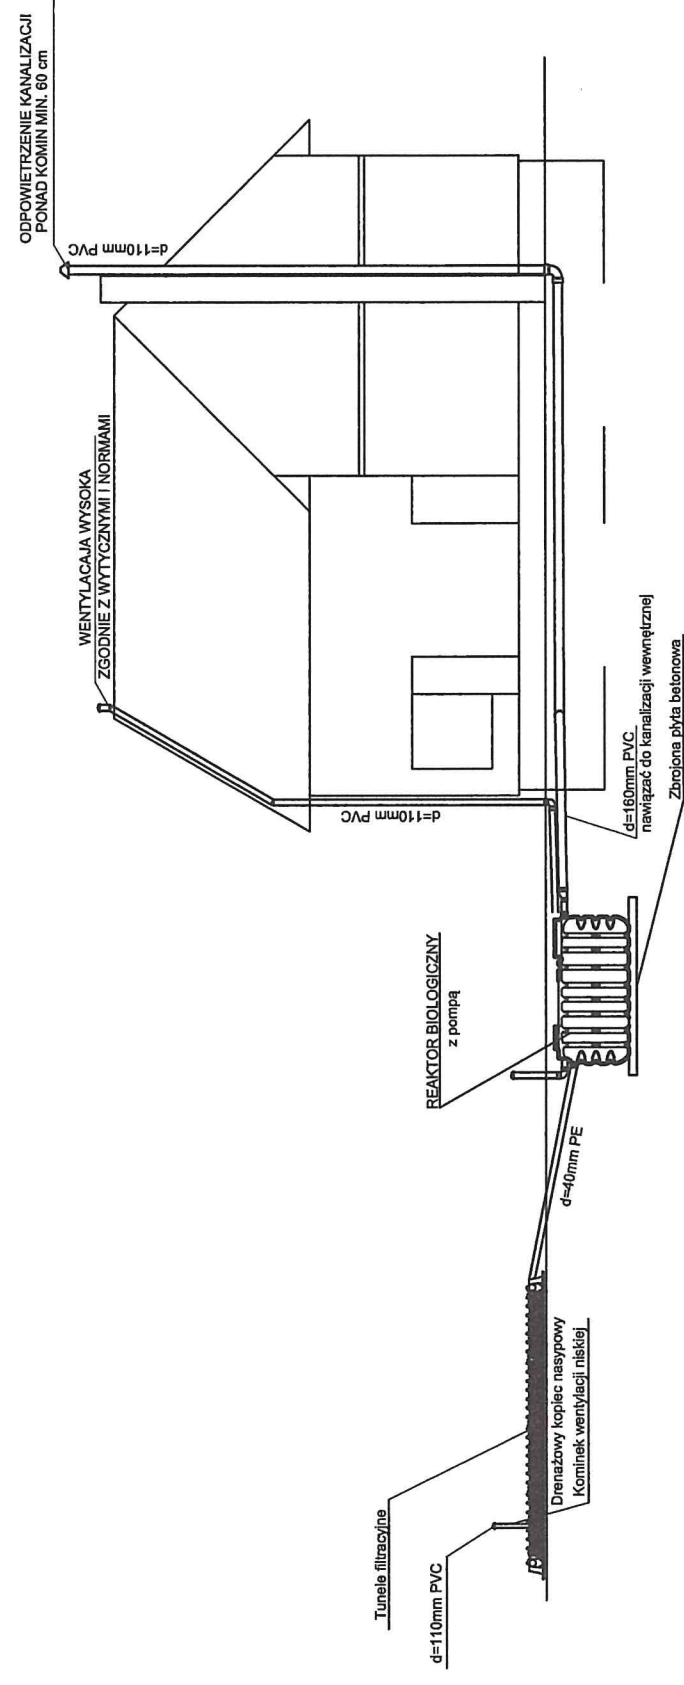 ODPOWIETRZENIE KANALIZACJI
PONAD KOMIN MIN. 60 cm
d=110mm PVC
WENTYLACAJA WYSOKA
ZGODNIE Z WYTYCZNYMI I NORMAMI
d=110mm PVC
d=160mm PVC
nawiązać do kanalizacji wewnętrznej
Zbrojona płyta betonowa
REAKTOR BIOLOGICZNY
z pompą
d=40mm PE
Drenażowy kopiec nasypowy
Kominek wentylacji niskiej
Tunele filtracyjne
d=110mm PVC